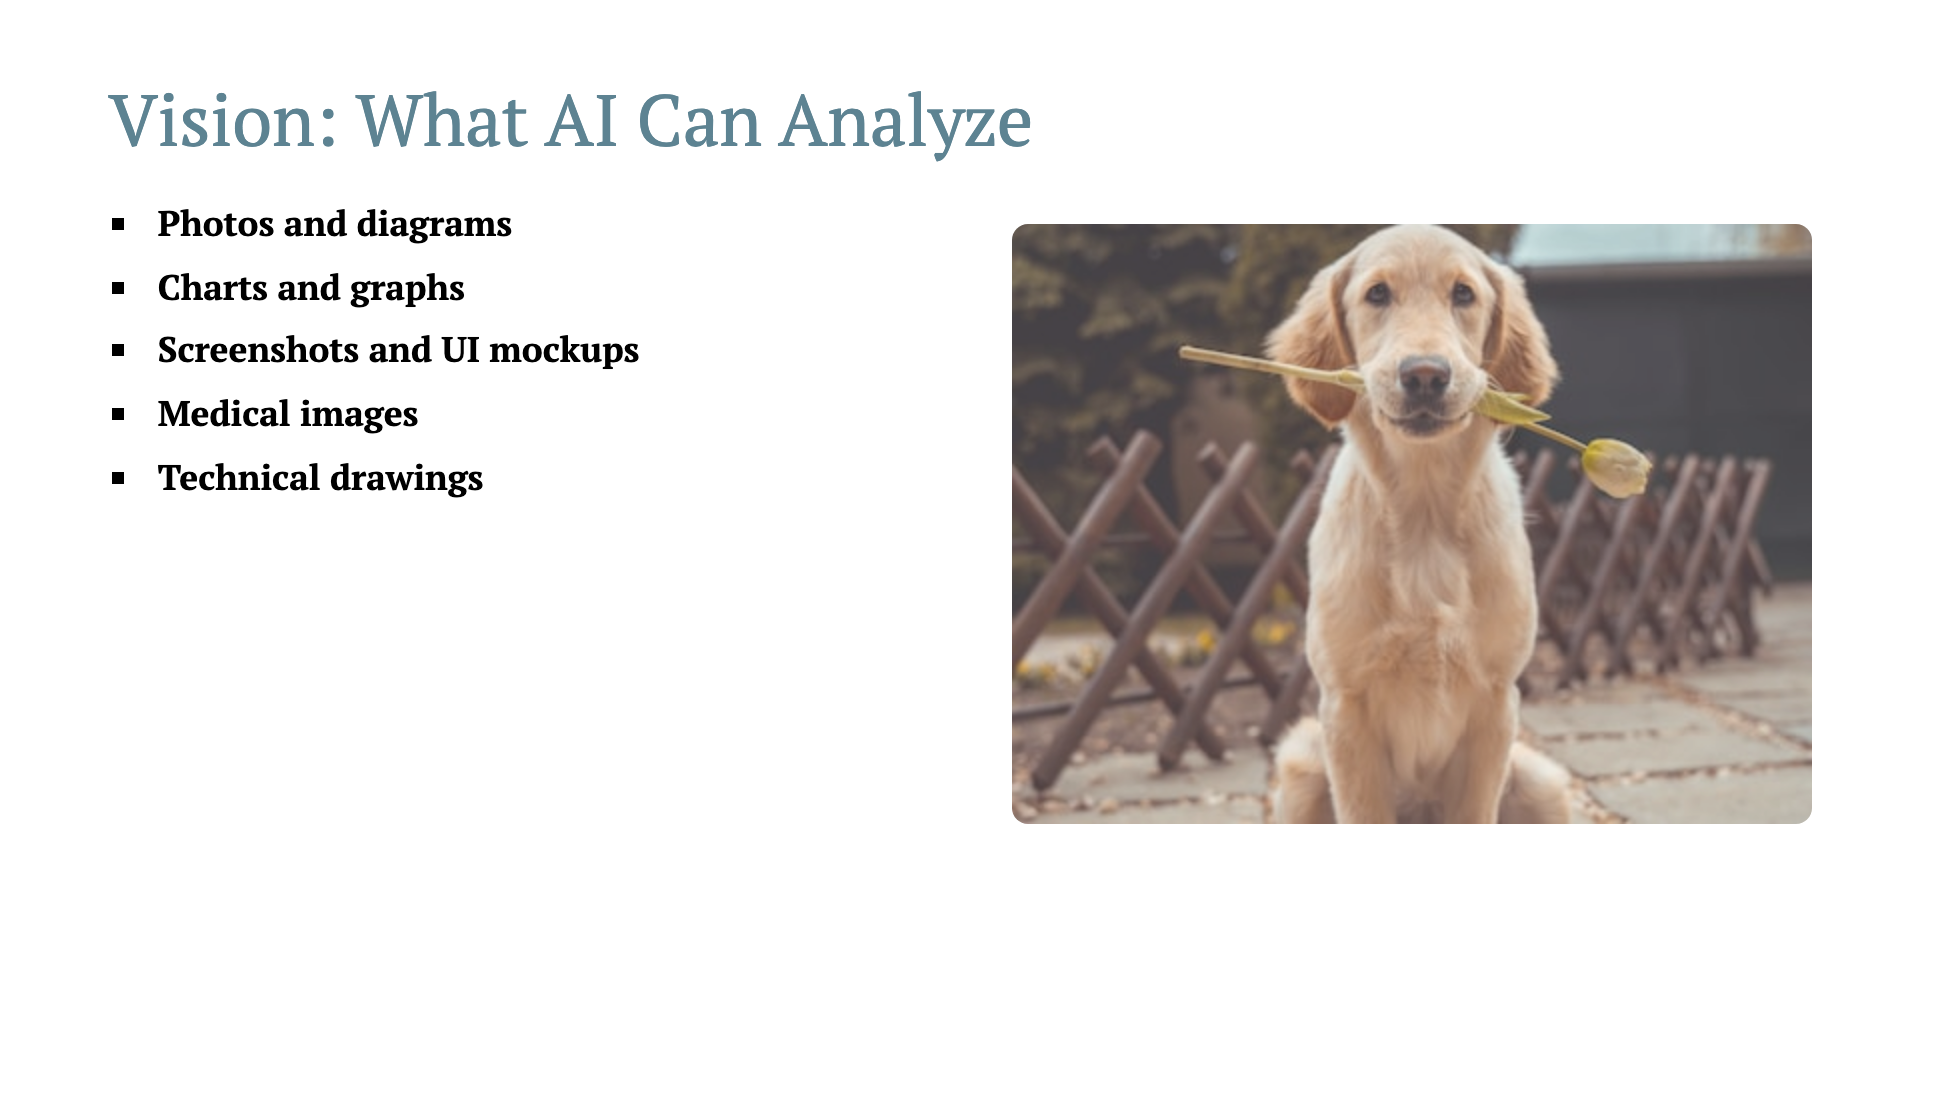 Vision: What AI Can Analyze
▪ Photos and diagrams
▪ Charts and graphs
▪ Screenshots and UI mockups
▪ Medical images
▪ Technical drawings